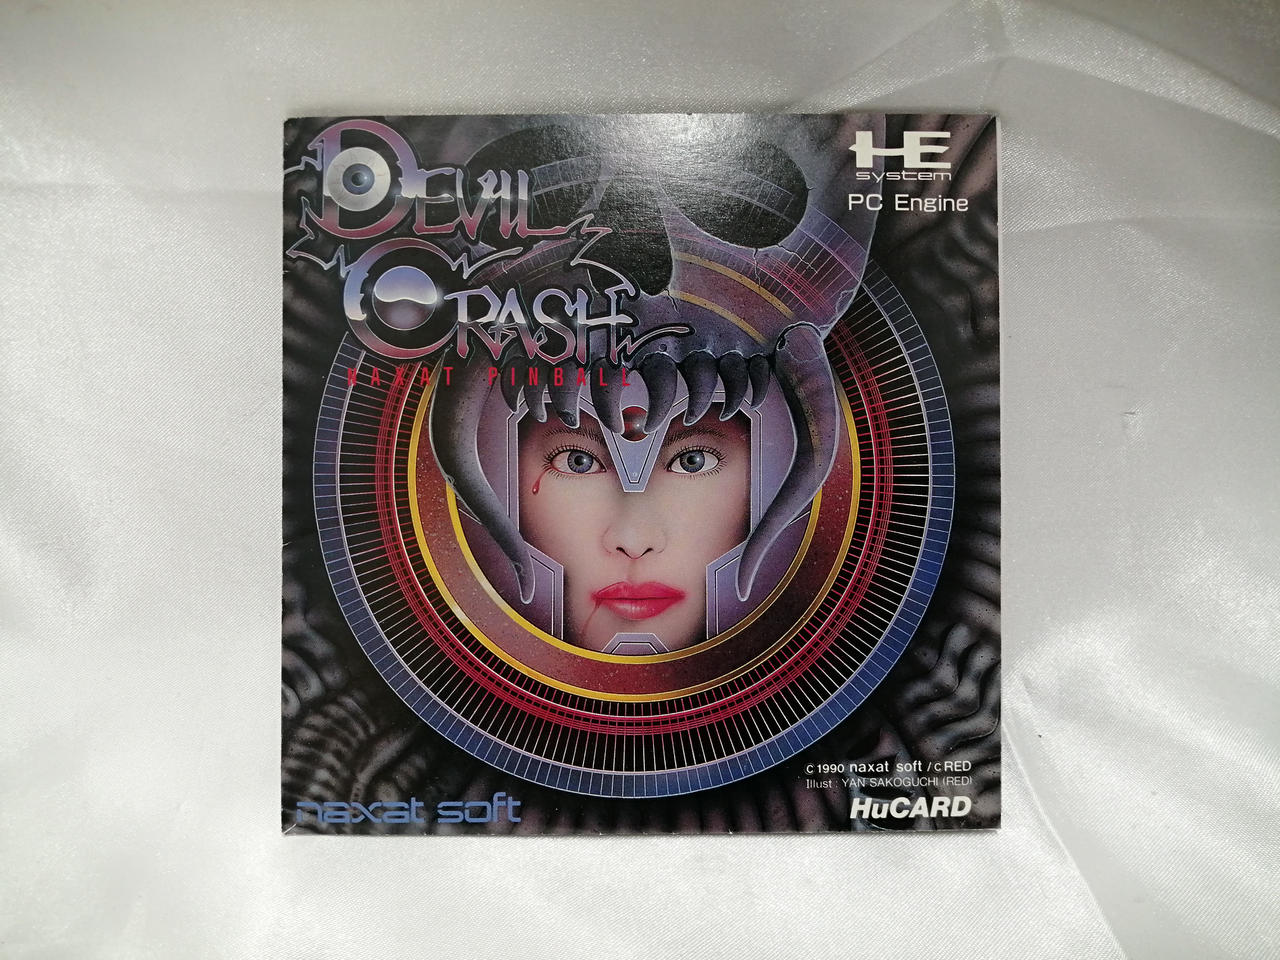 DEVIL
CRASH
NAXAT PINBALL
HE
system
PC Engine
© 1990 naxat soft / © RED
Illust : YAN SAKOGUCHI (RED)
naxat soft
HuCARD